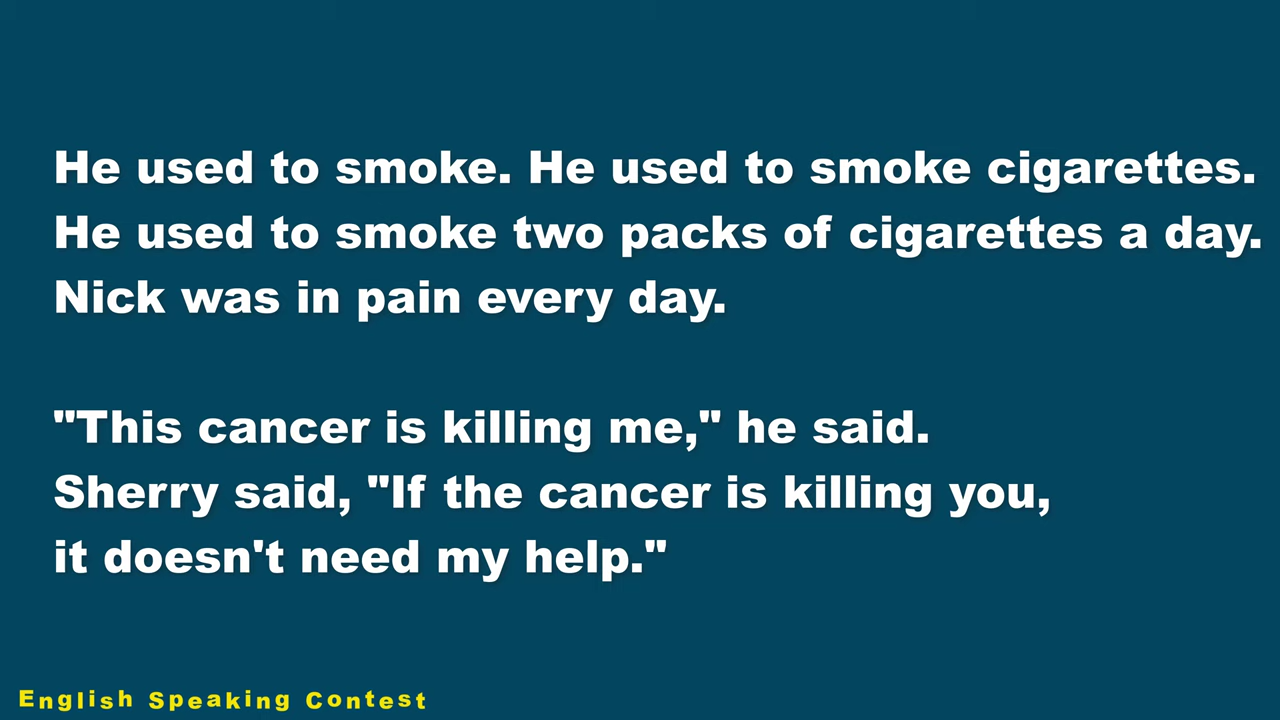 He used to smoke. He used to smoke cigarettes.
He used to smoke two packs of cigarettes a day.
Nick was in pain every day.
"This cancer is killing me," he said.
Sherry said, "If the cancer is killing you,
it doesn't need my help."
English Speaking Contest